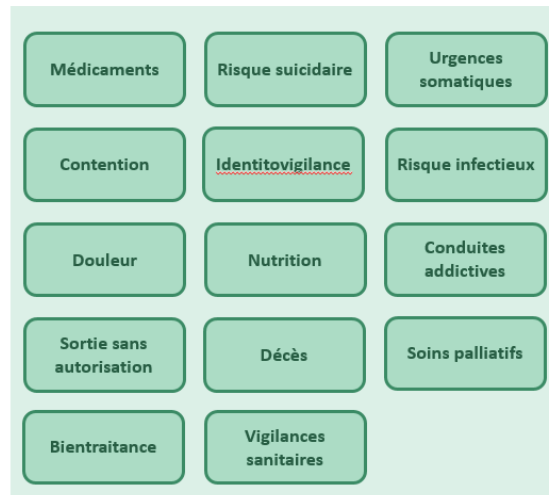 Médicaments
Risque suicidaire
Urgences
somatiques
Contention
Identitovigilance
Risque infectieux
Douleur
Nutrition
Conduites
addictives
Sortie sans
autorisation
Décès
Soins palliatifs
Bientraitance
Vigilances
sanitaires